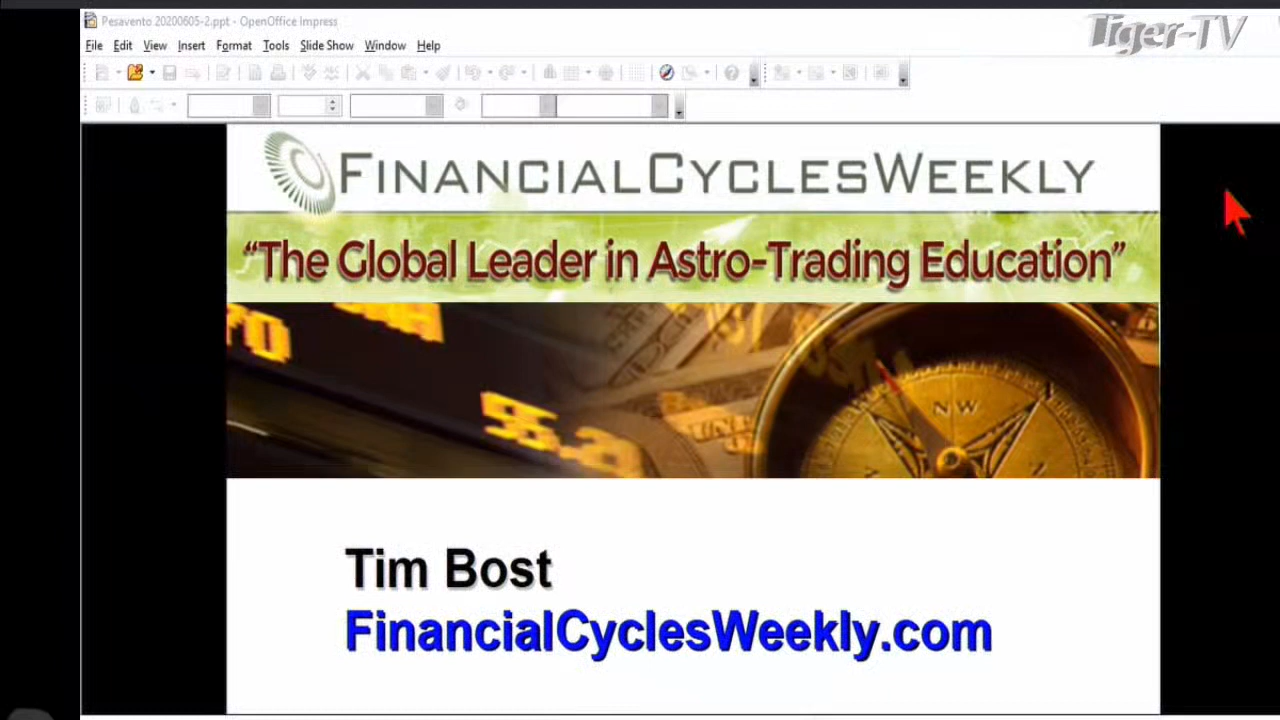 Pesavento 20200605-2.ppt - OpenOffice Impress
Tiger-TV
File Edit View Insert Format Tools Slide Show Window Help
FINANCIALCYCLESWEEKLY
“The Global Leader in Astro-Trading Education”
NW
Tim Bost
FinancialCyclesWeekly.com